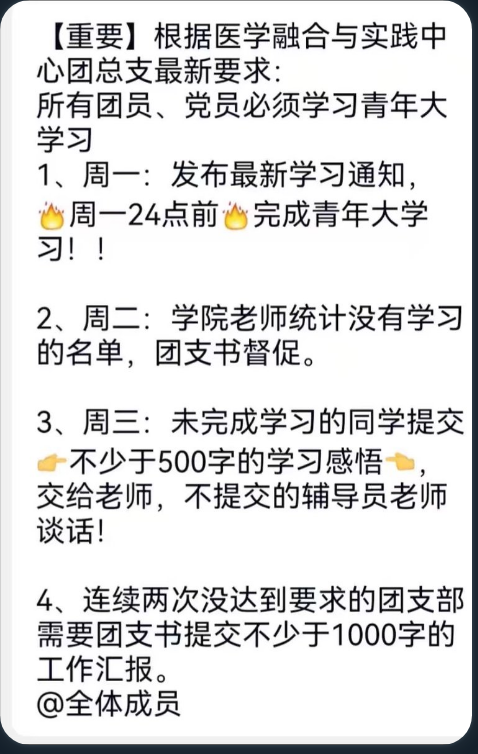 【重要】根据医学融合与实践中
心团总支最新要求：
所有团员、党员必须学习青年大
学习
1、周一：发布最新学习通知，
🔥周一24点前🔥完成青年大学
习！！
2、周二：学院老师统计没有学习
的名单，团支书督促。
3、周三：未完成学习的同学提交
👉不少于500字的学习感悟👈，
交给老师，不提交的辅导员老师
谈话！
4、连续两次没达到要求的团支部
需要团支书提交不少于1000字的
工作汇报。
@全体成员